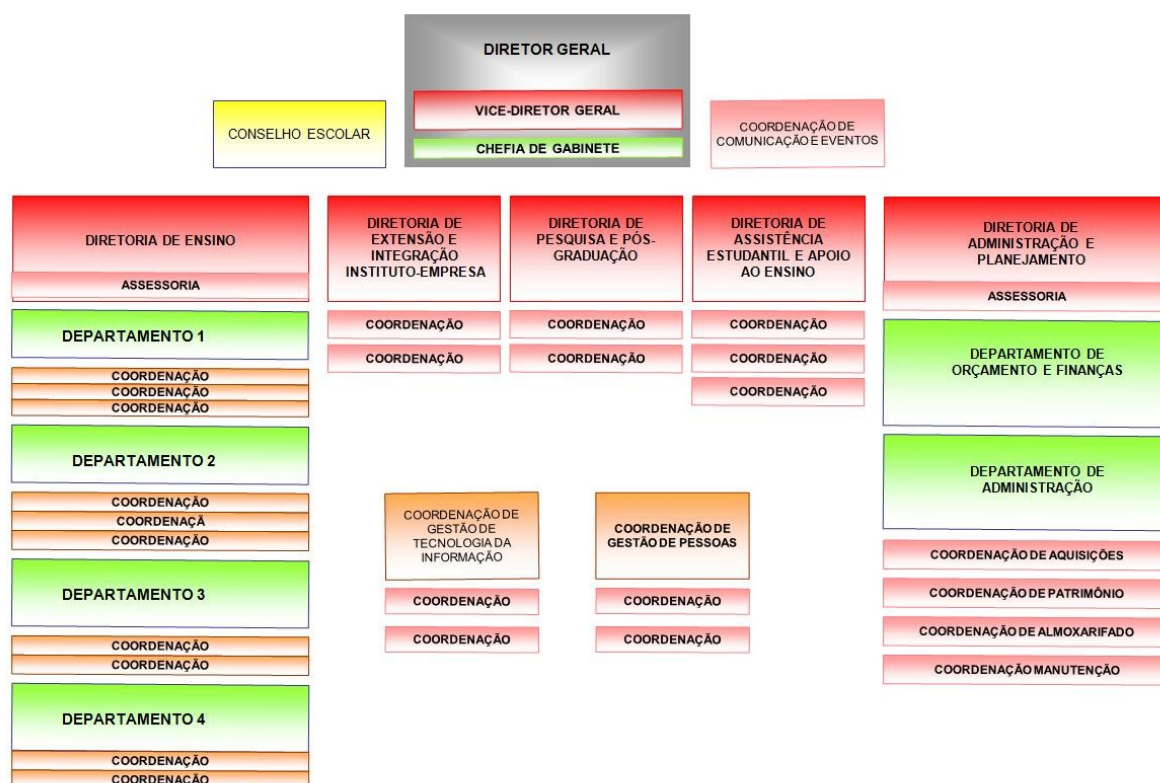 DIRETOR GERAL
VICE-DIRETOR GERAL
CHEFIA DE GABINETE
CONSELHO ESCOLAR
COORDENAÇÃO DE
COMUNICAÇÃO E EVENTOS
DIRETORIA DE ENSINO
ASSESSORIA
DEPARTAMENTO 1
COORDENAÇÃO
COORDENAÇÃO
COORDENAÇÃO
DEPARTAMENTO 2
COORDENAÇÃO
COORDENAÇÃ
COORDENAÇÃO
DEPARTAMENTO 3
COORDENAÇÃO
COORDENAÇÃO
DEPARTAMENTO 4
COORDENAÇÃO
COORDENAÇÃO
DIRETORIA DE
EXTENSÃO E
INTEGRAÇÃO
INSTITUTO-EMPRESA
COORDENAÇÃO
COORDENAÇÃO
DIRETORIA DE
PESQUISA E PÓS-
GRADUAÇÃO
COORDENAÇÃO
COORDENAÇÃO
DIRETORIA DE
ASSISTÊNCIA
ESTUDANTIL E APOIO
AO ENSINO
COORDENAÇÃO
COORDENAÇÃO
COORDENAÇÃO
COORDENAÇÃO DE
GESTÃO DE
TECNOLOGIA DA
INFORMAÇÃO
COORDENAÇÃO
COORDENAÇÃO
COORDENAÇÃO DE
GESTÃO DE PESSOAS
COORDENAÇÃO
COORDENAÇÃO
DIRETORIA DE
ADMINISTRAÇÃO E
PLANEJAMENTO
ASSESSORIA
DEPARTAMENTO DE
ORÇAMENTO E FINANÇAS
DEPARTAMENTO DE
ADMINISTRAÇÃO
COORDENAÇÃO DE AQUISIÇÕES
COORDENAÇÃO DE PATRIMÔNIO
COORDENAÇÃO DE ALMOXARIFADO
COORDENAÇÃO MANUTENÇÃO